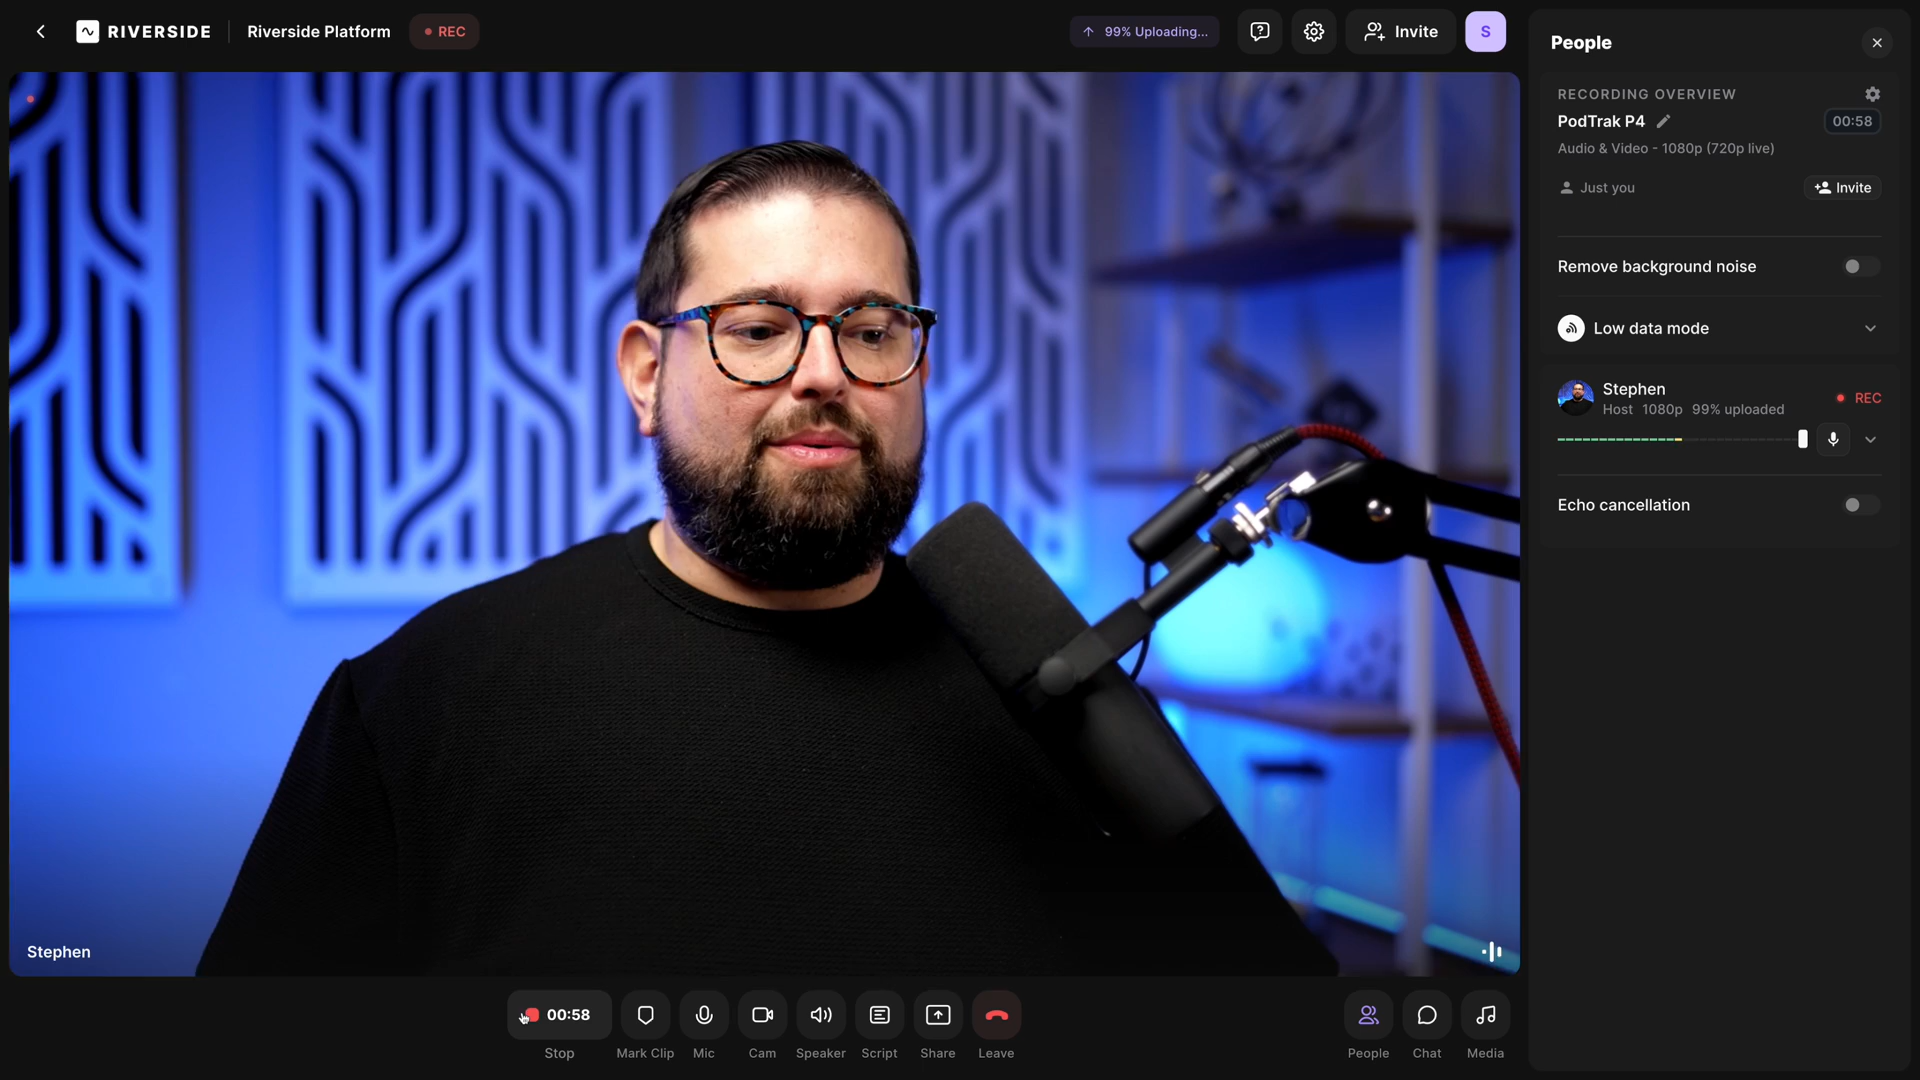 RIVERSIDE
Riverside Platform
REC
99% Uploading...
Invite
S
Stephen
00:58
Stop
Mark Clip
Mic
Cam
Speaker
Script
Share
Leave
People
Chat
Media
People
RECORDING OVERVIEW
PodTrak P4
00:58
Audio & Video - 1080p (720p live)
Just you
Invite
Remove background noise
Low data mode
Stephen
Host 1080p 99% uploaded
REC
Echo cancellation